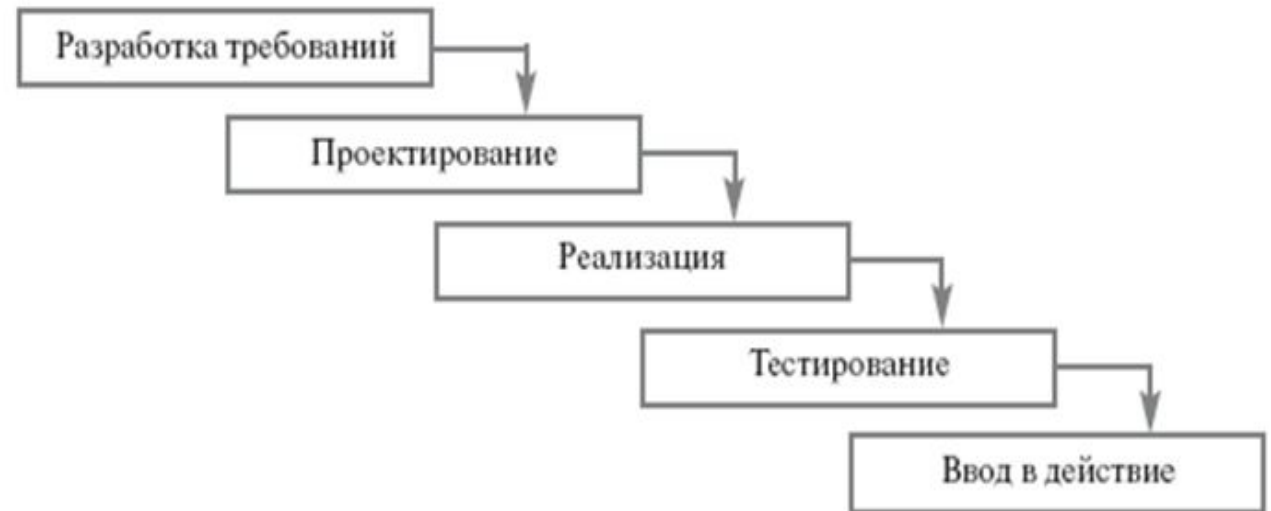 Разработка требований
Проектирование
Реализация
Тестирование
Ввод в действие